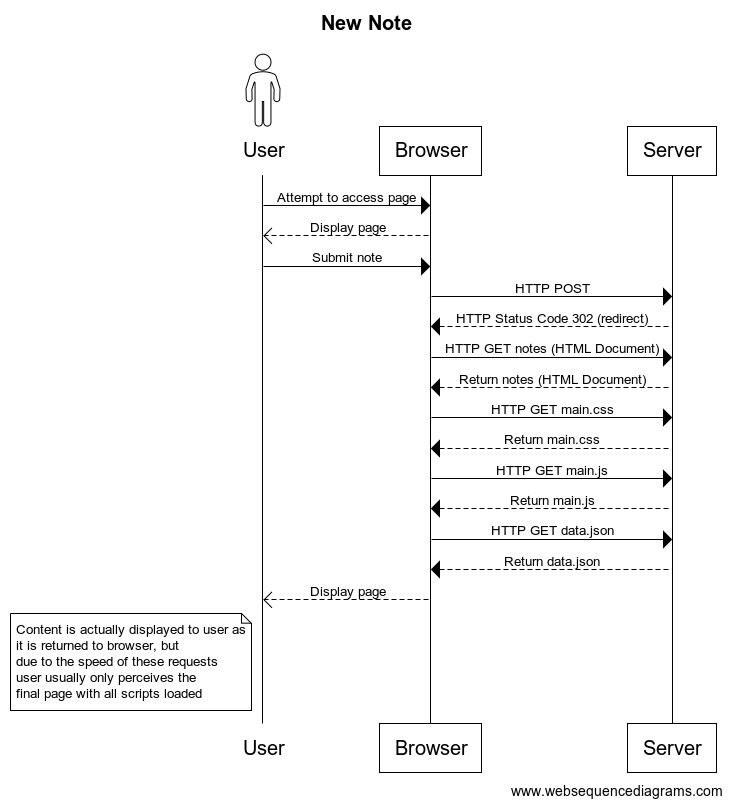 New Note
User
Browser
Server
Attempt to access page
Display page
Submit note
HTTP POST
HTTP Status Code 302 (redirect)
HTTP GET notes (HTML Document)
Return notes (HTML Document)
HTTP GET main.css
Return main.css
HTTP GET main.js
Return main.js
HTTP GET data.json
Return data.json
Display page
Content is actually displayed to user as
it is returned to browser, but
due to the speed of these requests
user usually only perceives the
final page with all scripts loaded
User
Browser
Server
www.websequencediagrams.com